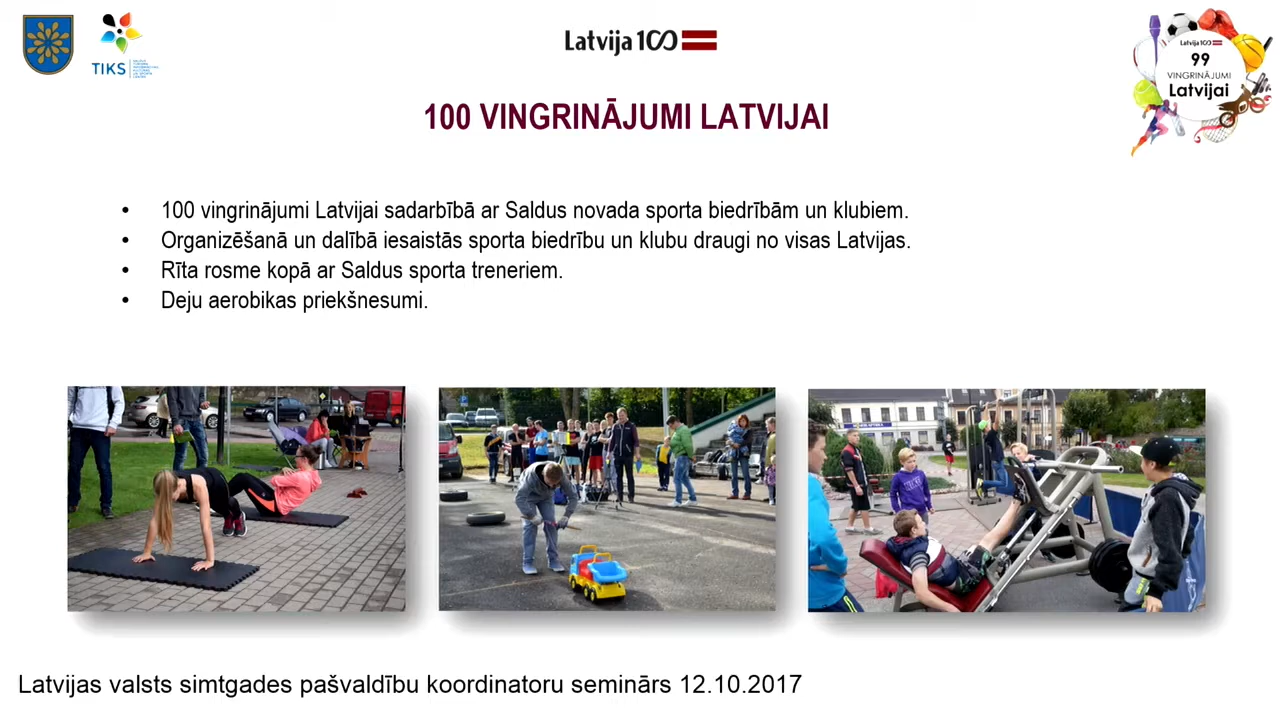 TIKS
Latvija 100
Latvija 100
99
VINGRINĀJUMI
Latvijai
100 VINGRINĀJUMI LATVIJAI
• 100 vingrinājumi Latvijai sadarbībā ar Saldus novada sporta biedrībām un klubiem.
• Organizēšanā un dalībā iesaistās sporta biedrību un klubu draugi no visas Latvijas.
• Rīta rosme kopā ar Saldus sporta treneriem.
• Deju aerobikas priekšnesumi.
Latvijas valsts simtgades pašvaldību koordinatoru seminārs 12.10.2017